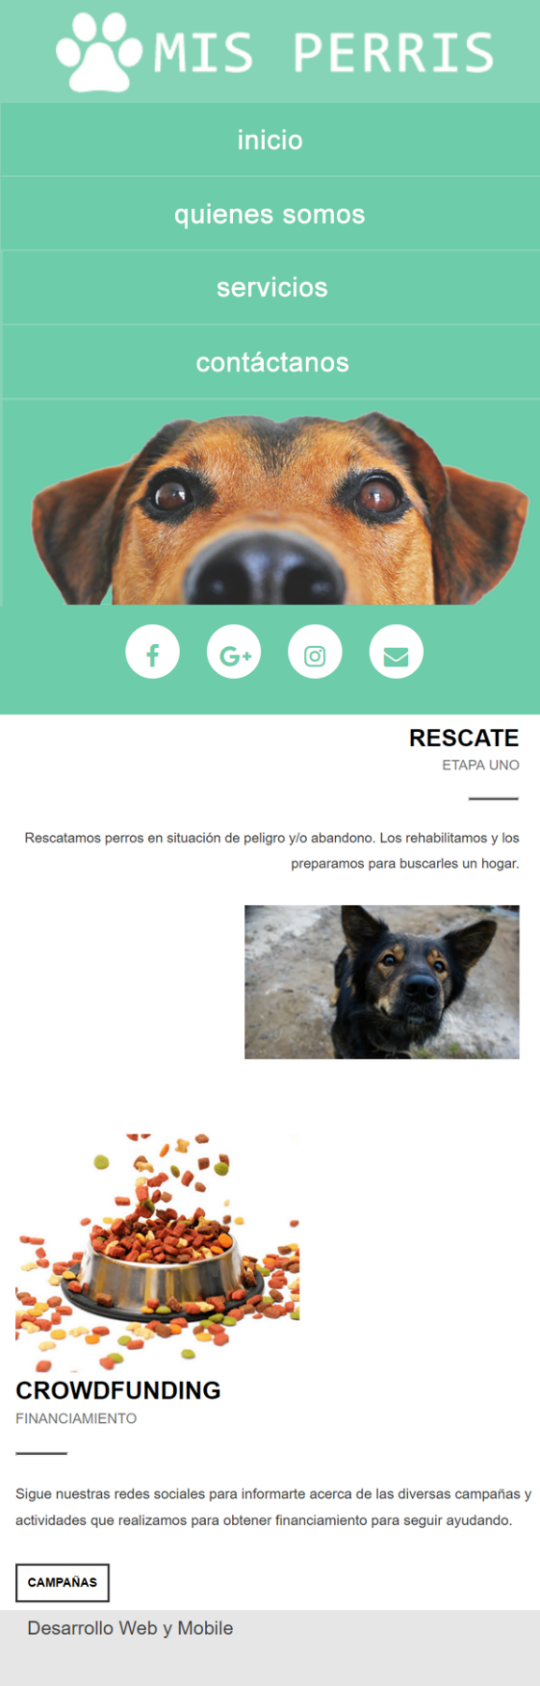 MIS PERRIS
inicio
quienes somos
servicios
contáctanos
G+
RESCATE
ETAPA UNO
Rescatamos perros en situación de peligro y/o abandono. Los rehabilitamos y los
preparamos para buscarles un hogar.
CROWDFUNDING
FINANCIAMIENTO
Sigue nuestras redes sociales para informarte acerca de las diversas campañas y
actividades que realizamos para obtener financiamiento para seguir ayudando.
CAMPAÑAS
Desarrollo Web y Mobile